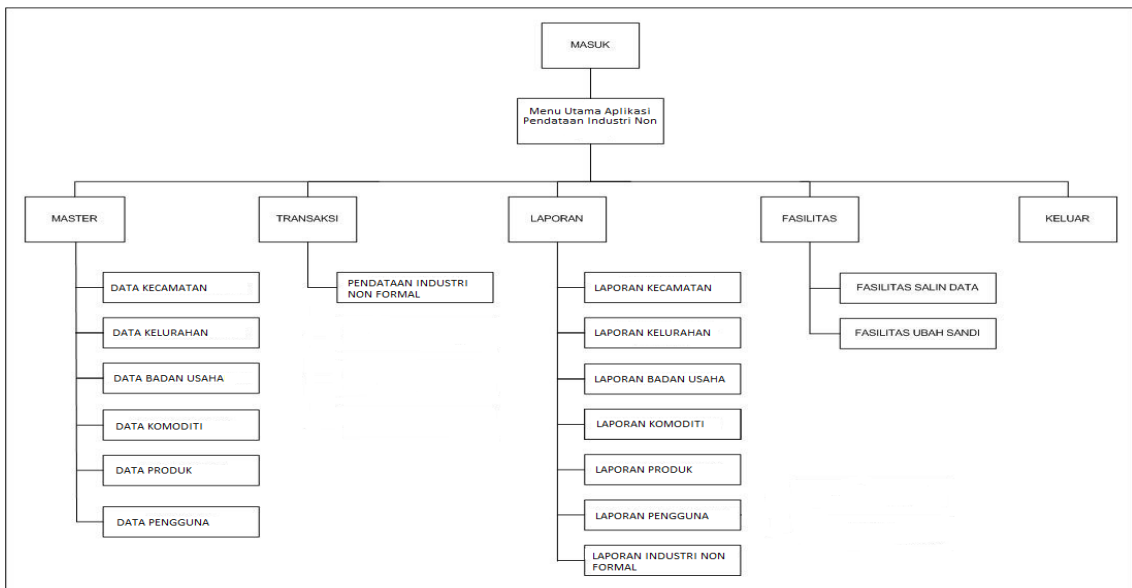 MASUK
Menu Utama Aplikasi
Pendataan Industri Non
MASTER
TRANSAKSI
LAPORAN
FASILITAS
KELUAR
DATA KECAMATAN
DATA KELURAHAN
DATA BADAN USAHA
DATA KOMODITI
DATA PRODUK
DATA PENGGUNA
PENDATAAN INDUSTRI
NON FORMAL
LAPORAN KECAMATAN
LAPORAN KELURAHAN
LAPORAN BADAN USAHA
LAPORAN KOMODITI
LAPORAN PRODUK
LAPORAN PENGGUNA
LAPORAN INDUSTRI NON
FORMAL
FASILITAS SALIN DATA
FASILITAS UBAH SANDI